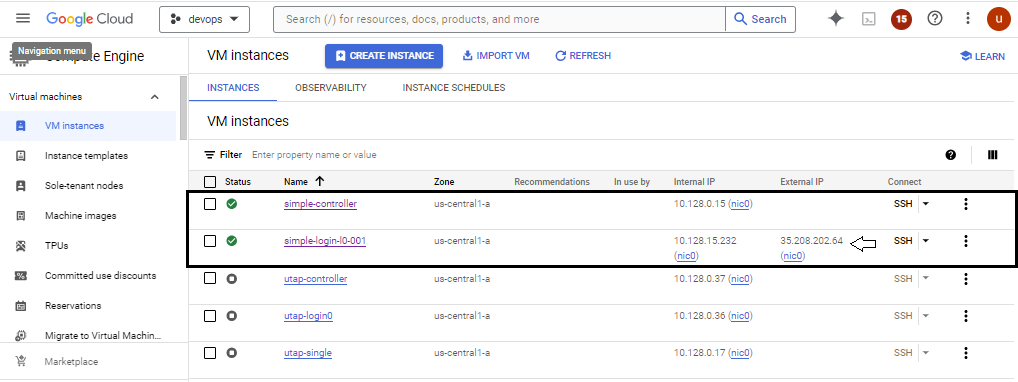 Google Cloud
devops
Search (/) for resources, docs, products, and more
Search
15
u
Navigation menu
Compute Engine
VM instances
CREATE INSTANCE
IMPORT VM
REFRESH
LEARN
Virtual machines
INSTANCES
OBSERVABILITY
INSTANCE SCHEDULES
VM instances
Instance templates
Sole-tenant nodes
Machine images
TPUs
Committed use discounts
Reservations
Migrate to Virtual Machin...
Marketplace
VM instances
Filter Enter property name or value
Status Name Zone Recommendations In use by Internal IP External IP Connect
simple-controller us-central1-a 10.128.0.15 (nic0) SSH
simple-login-l0-001 us-central1-a 10.128.15.232 35.208.202.64 SSH
(nic0) (nic0)
utap-controller us-central1-a 10.128.0.37 (nic0) SSH
utap-login0 us-central1-a 10.128.0.36 (nic0) SSH
utap-single us-central1-a 10.128.0.17 (nic0) SSH